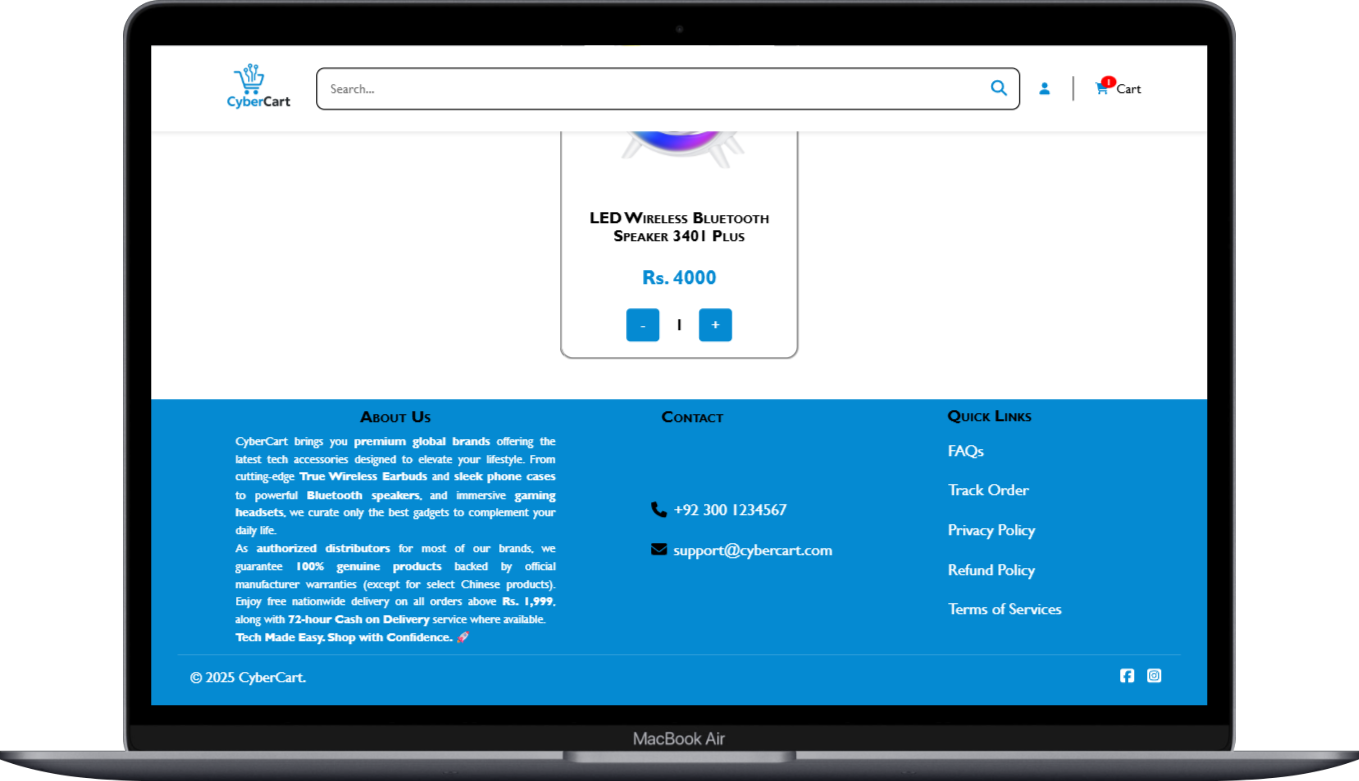 CyberCart
Search...
1
Cart
LED Wireless Bluetooth
Speaker 3401 Plus
Rs. 4000
- 1 +
About Us
CyberCart brings you premium global brands offering the
latest tech accessories designed to elevate your lifestyle. From
cutting-edge True Wireless Earbuds and sleek phone cases
to powerful Bluetooth speakers, and immersive gaming
headsets, we curate only the best gadgets to complement your
daily life.
As authorized distributors for most of our brands, we
guarantee 100% genuine products backed by official
manufacturer warranties (except for select Chinese products).
Enjoy free nationwide delivery on all orders above Rs. 1,999,
along with 72-hour Cash on Delivery service where available.
Tech Made Easy. Shop with Confidence. 🚀
Contact
+92 300 1234567
support@cybercart.com
Quick Links
FAQs
Track Order
Privacy Policy
Refund Policy
Terms of Services
© 2025 CyberCart.
MacBook Air